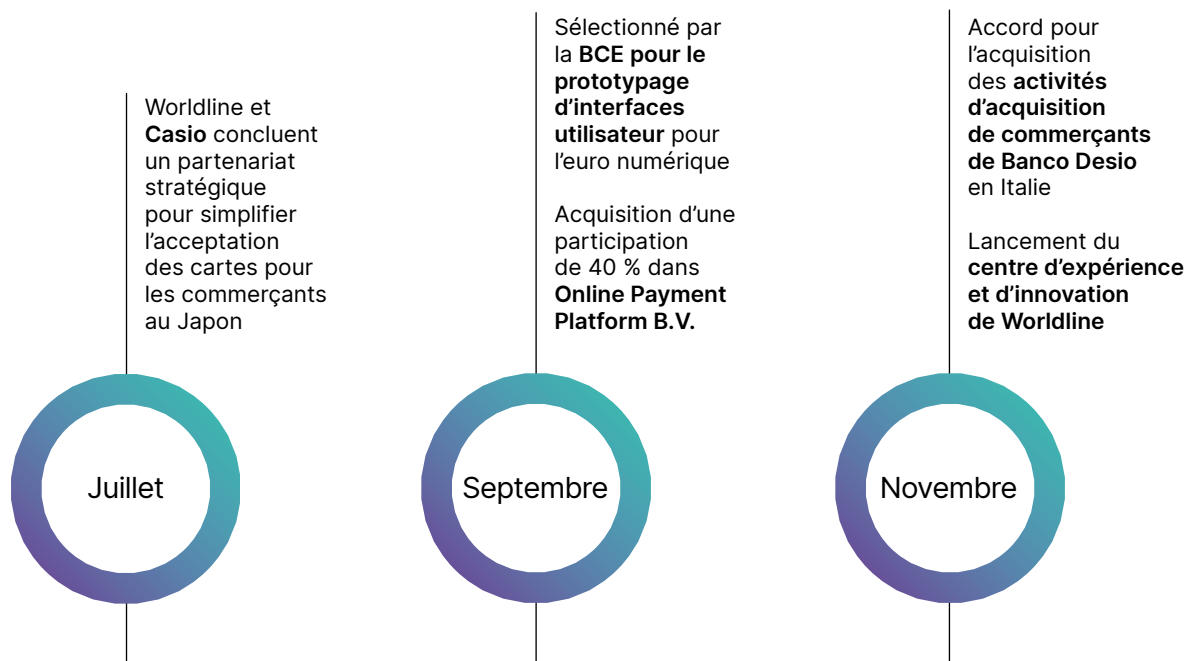 Worldline et
Casio concluent
un partenariat
stratégique
pour simplifier
l’acceptation
des cartes pour
les commerçants
au Japon
Juillet
Sélectionné par
la BCE pour le
prototypage
d’interfaces
utilisateur pour
l’euro numérique
Acquisition d’une
participation
de 40 % dans
Online Payment
Platform B.V.
Septembre
Accord pour
l’acquisition
des activités
d’acquisition
de commerçants
de Banco Desio
en Italie
Lancement du
centre d’expérience
et d’innovation
de Worldline
Novembre